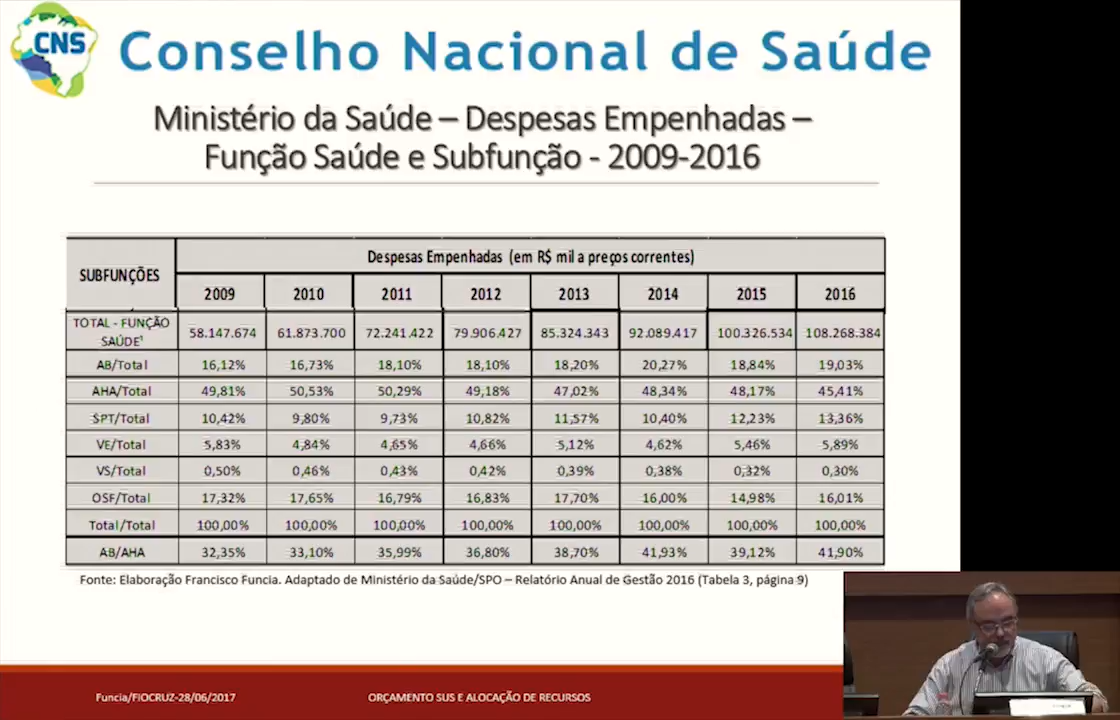 CNS
Conselho Nacional de Saúde
Ministério da Saúde – Despesas Empenhadas –
Função Saúde e Subfunção - 2009-2016
SUBFUNÇÕES
Despesas Empenhadas (em R$ mil a preços correntes)
2009 2010 2011 2012 2013 2014 2015 2016
TOTAL - FUNÇÃO
SAÚDE¹
58.147.674 61.873.700 72.241.422 79.906.427 85.324.343 92.089.417 100.326.534 108.268.384
AB/Total 16,12% 16,73% 18,10% 18,10% 18,20% 20,27% 18,84% 19,03%
AHA/Total 49,81% 50,53% 50,29% 49,18% 47,02% 48,34% 48,17% 45,41%
SPT/Total 10,42% 9,80% 9,73% 10,82% 11,57% 10,40% 12,23% 13,36%
VE/Total 5,83% 4,84% 4,65% 4,66% 5,12% 4,62% 5,46% 5,89%
VS/Total 0,50% 0,46% 0,43% 0,42% 0,39% 0,38% 0,32% 0,30%
OSF/Total 17,32% 17,65% 16,79% 16,83% 17,70% 16,00% 14,98% 16,01%
Total/Total 100,00% 100,00% 100,00% 100,00% 100,00% 100,00% 100,00% 100,00%
AB/AHA 32,35% 33,10% 35,99% 36,80% 38,70% 41,93% 39,12% 41,90%
Fonte: Elaboração Francisco Funcia. Adaptado de Ministério da Saúde/SPO – Relatório Anual de Gestão 2016 (Tabela 3, página 9)
Funcia/FIOCRUZ-28/06/2017
ORÇAMENTO SUS E ALOCAÇÃO DE RECURSOS